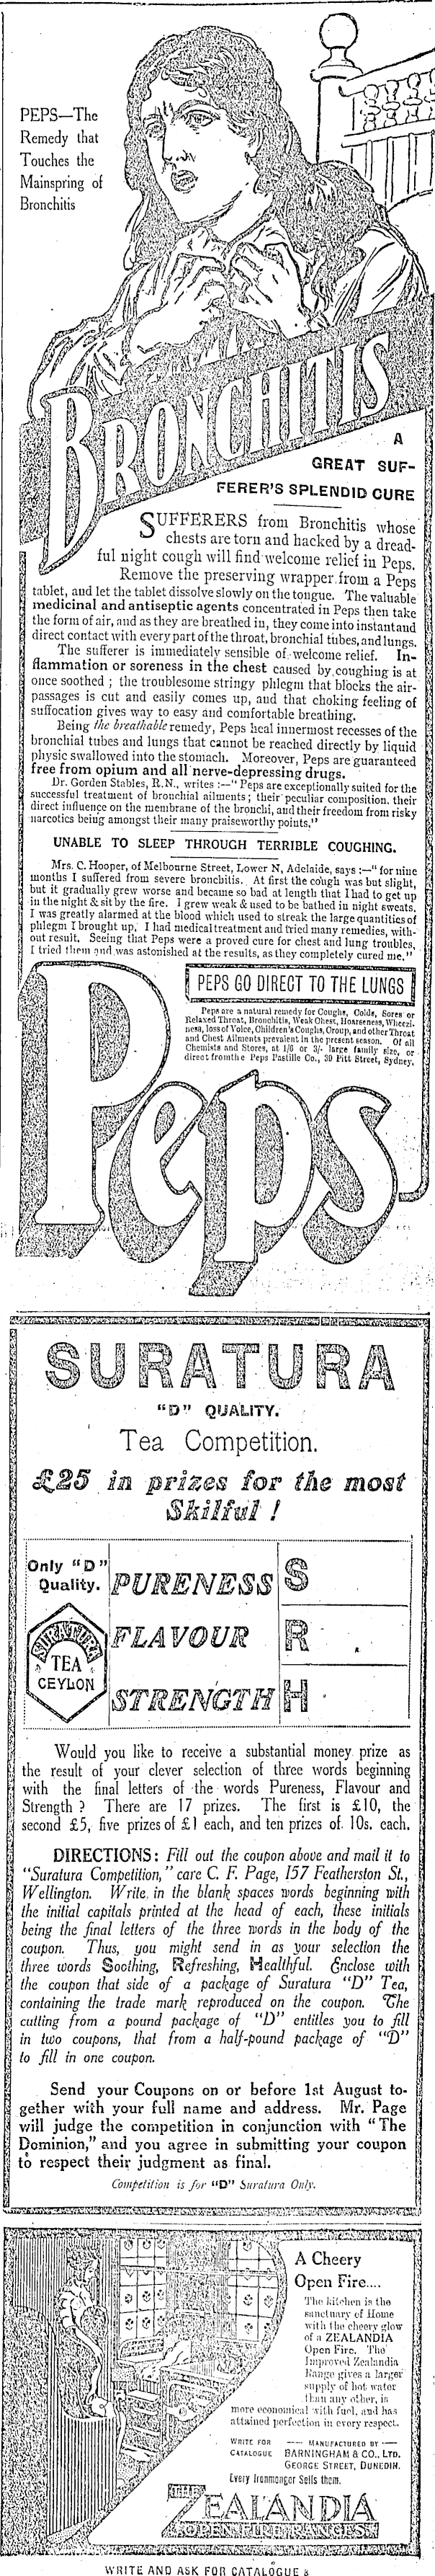 PEPS—The
Remedy that
Touches the
Mainspring of
Bronchitis
BRONCHITIS
A
GREAT SUF-
FERER'S SPLENDID CURE
SUFFERERS from Bronchitis whose
chests are torn and hacked by a dread-
ful night cough will find welcome relief in Peps.
Remove the preserving wrapper from a Peps
tablet, and let the tablet dissolve slowly on the tongue. The valuable
medicinal and antiseptic agents concentrated in Peps then take
the form of air, and as they are breathed in, they come into instant and
direct contact with every part of the throat, bronchial tubes, and lungs.
The sufferer is immediately sensible of welcome relief. In-
flammation or soreness in the chest caused by coughing is at
once soothed; the troublesome stringy phlegm that blocks the air-
passages is cut and easily comes up, and that choking feeling of
suffocation gives way to easy and comfortable breathing.
Being the breathable remedy, Peps heal innermost recesses of the
bronchial tubes and lungs that cannot be reached directly by liquid
physic swallowed into the stomach. Moreover, Peps are guaranteed
free from opium and all nerve-depressing drugs.
Dr. Gorden Stables, R.N., writes :—"Peps are exceptionally suited for the
successful treatment of bronchial ailments; their peculiar composition, their
direct influence on the membrane of the bronchi, and their freedom from risky
narcotics being amongst their many praiseworthy points."
UNABLE TO SLEEP THROUGH TERRIBLE COUGHING.
Mrs. C. Hooper, of Melbourne Street, Lower N, Adelaide, says :—"for nine
months I suffered from severe bronchitis. At first the cough was but slight,
but it gradually grew worse and became so bad at length that I had to get up
in the night & sit by the fire. I grew weak & used to be bathed in night sweats.
I was greatly alarmed at the blood which used to streak the large quantities of
phlegm I brought up. I had medical treatment and tried many remedies, with-
out result. Seeing that Peps were a proved cure for chest and lung troubles,
I tried them and was astonished at the results, as they completely cured me."
PEPS GO DIRECT TO THE LUNGS
Peps are a natural remedy for Coughs, Colds, Sores or
Relaxed Throat, Bronchitis, Weak Chest, Hoarseness, Wheezi-
ness, loss of Voice, Children's Coughs, Croup, and other Throat
and Chest Ailments prevalent in the present season. Of all
Chemists and Stores, at 1/6 or 3/- large family size, or
direct from the Peps Pastille Co., 39 Pitt Street, Sydney.
Peps
SURATURA
"D" QUALITY.
Tea Competition.
£25 in prizes for the most
Skilful!
Only "D"
Quality.
SURATURA
TEA
CEYLON
PURENESS S
FLAVOUR R
STRENGTH H
Would you like to receive a substantial money prize as
the result of your clever selection of three words beginning
with the final letters of the words Pureness, Flavour and
Strength? There are 17 prizes. The first is £10, the
second £5, five prizes of £1 each, and ten prizes of 10s. each.
DIRECTIONS: Fill out the coupon above and mail it to
"Suratura Competition," care C. F. Page, 157 Featherston St.,
Wellington. Write in the blank spaces words beginning with
the initial capitals printed at the head of each, these initials
being the final letters of the three words in the body of the
coupon. Thus, you might send in as your selection the
three words Soothing, Refreshing, Healthful. Enclose with
the coupon that side of a package of Suratura "D" Tea,
containing the trade mark reproduced on the coupon. The
cutting from a pound package of "D" entitles you to fill
in two coupons, that from a half-pound package of "D"
to fill in one coupon.
Send your Coupons on or before 1st August to-
gether with your full name and address. Mr. Page
will judge the competition in conjunction with "The
Dominion," and you agree in submitting your coupon
to respect their judgment as final.
Competition is for "D" Suratura Only.
A Cheery
Open Fire....
The kitchen is the
sanctuary of Home
with the cheery glow
of a ZEALANDIA
Open Fire. The
Improved Zealandia
Range gives a larger
supply of hot water
than any other, is
more economical with fuel, and has
attained perfection in every respect.
WRITE FOR CATALOGUE
MANUFACTURED BY
BARNINGHAM & CO., LTD.
GEORGE STREET, DUNEDIN.
Every Ironmonger Sells them.
THE
ZEALANDIA
OPEN FIRE RANGES
WRITE AND ASK FOR CATALOGUE